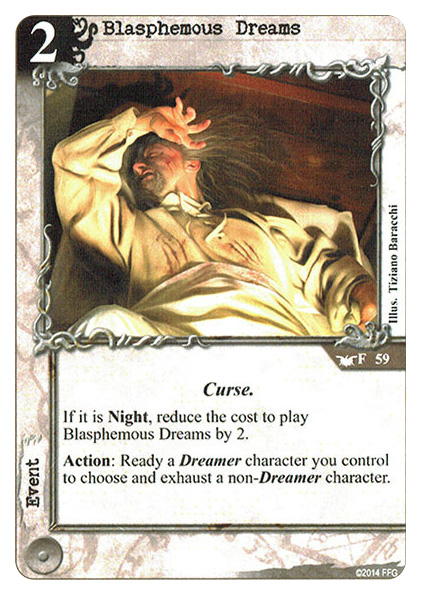 2
Blasphemous Dreams
Illus. Tiziano Baracchi
F 59
Curse.
If it is Night, reduce the cost to play
Blasphemous Dreams by 2.
Action: Ready a Dreamer character you control
to choose and exhaust a non-Dreamer character.
Event
©2014 FFG